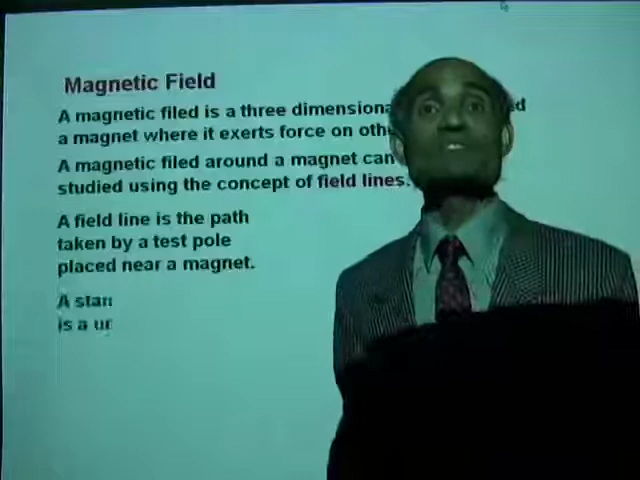 Magnetic Field
A magnetic filed is a three dimensiona
a magnet where it exerts force on oth
A magnetic filed around a magnet can
studied using the concept of field lines.
A field line is the path
taken by a test pole
placed near a magnet.
A stan
is a un